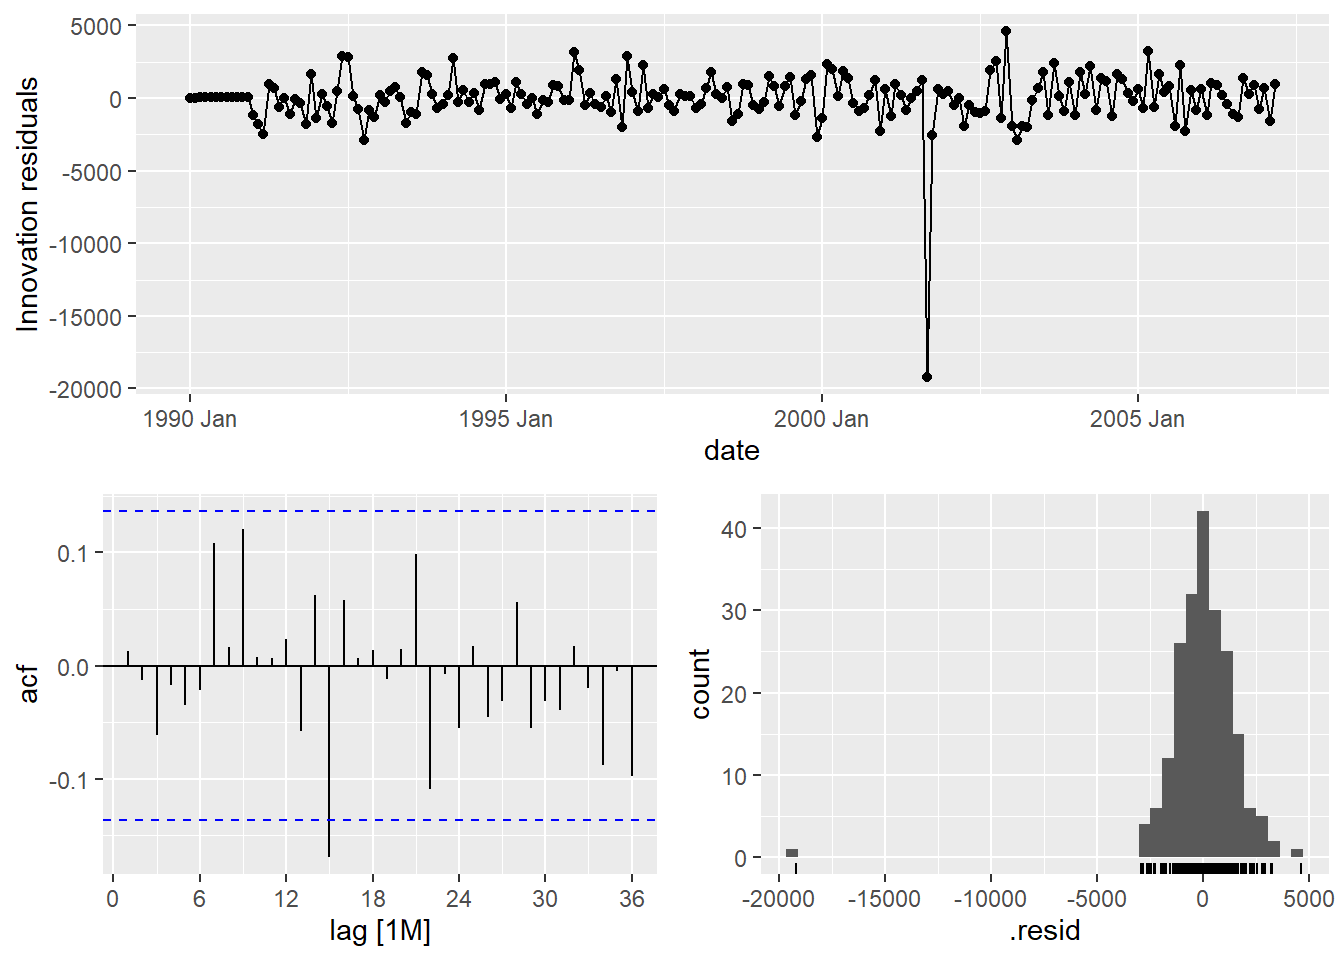 Innovation residuals
5000
0
-5000
-10000
-15000
-20000
1990 Jan 1995 Jan 2000 Jan 2005 Jan
date
acf
0.1
0.0
-0.1
0 6 12 18 24 30 36
lag [1M]
count
40
30
20
10
0
-20000 -15000 -10000 -5000 0 5000
.resid